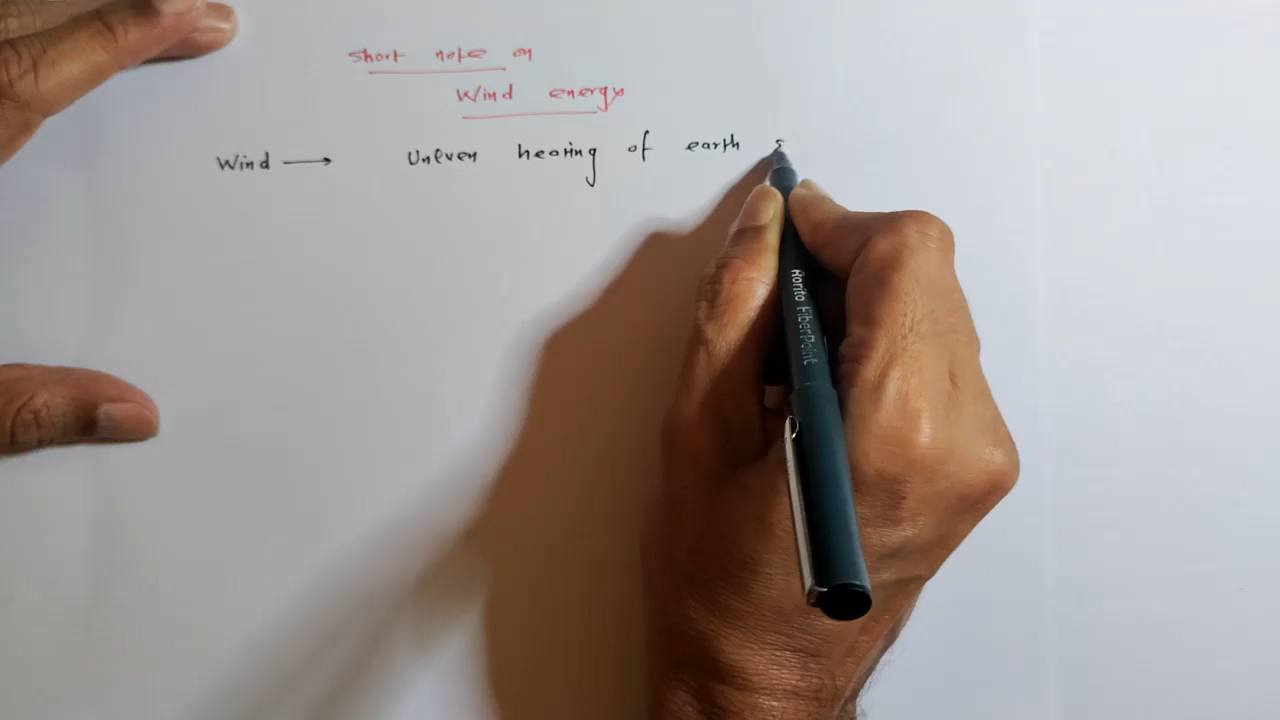 Short note on
Wind energy
Wind → Uneven heating of earth s
Rorito FiberPoint